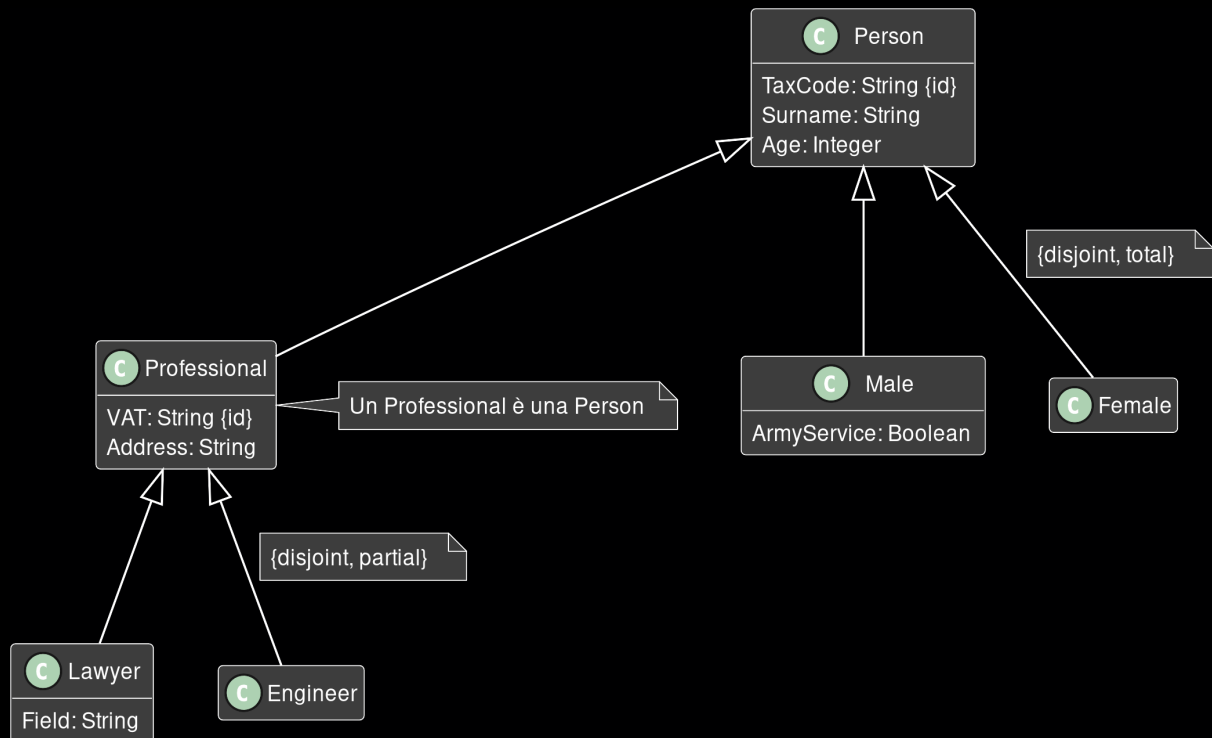 C Person
TaxCode: String {id}
Surname: String
Age: Integer
{disjoint, total}
C Professional
VAT: String {id}
Address: String
Un Professional è una Person
C Male
ArmyService: Boolean
C Female
{disjoint, partial}
C Lawyer
Field: String
C Engineer